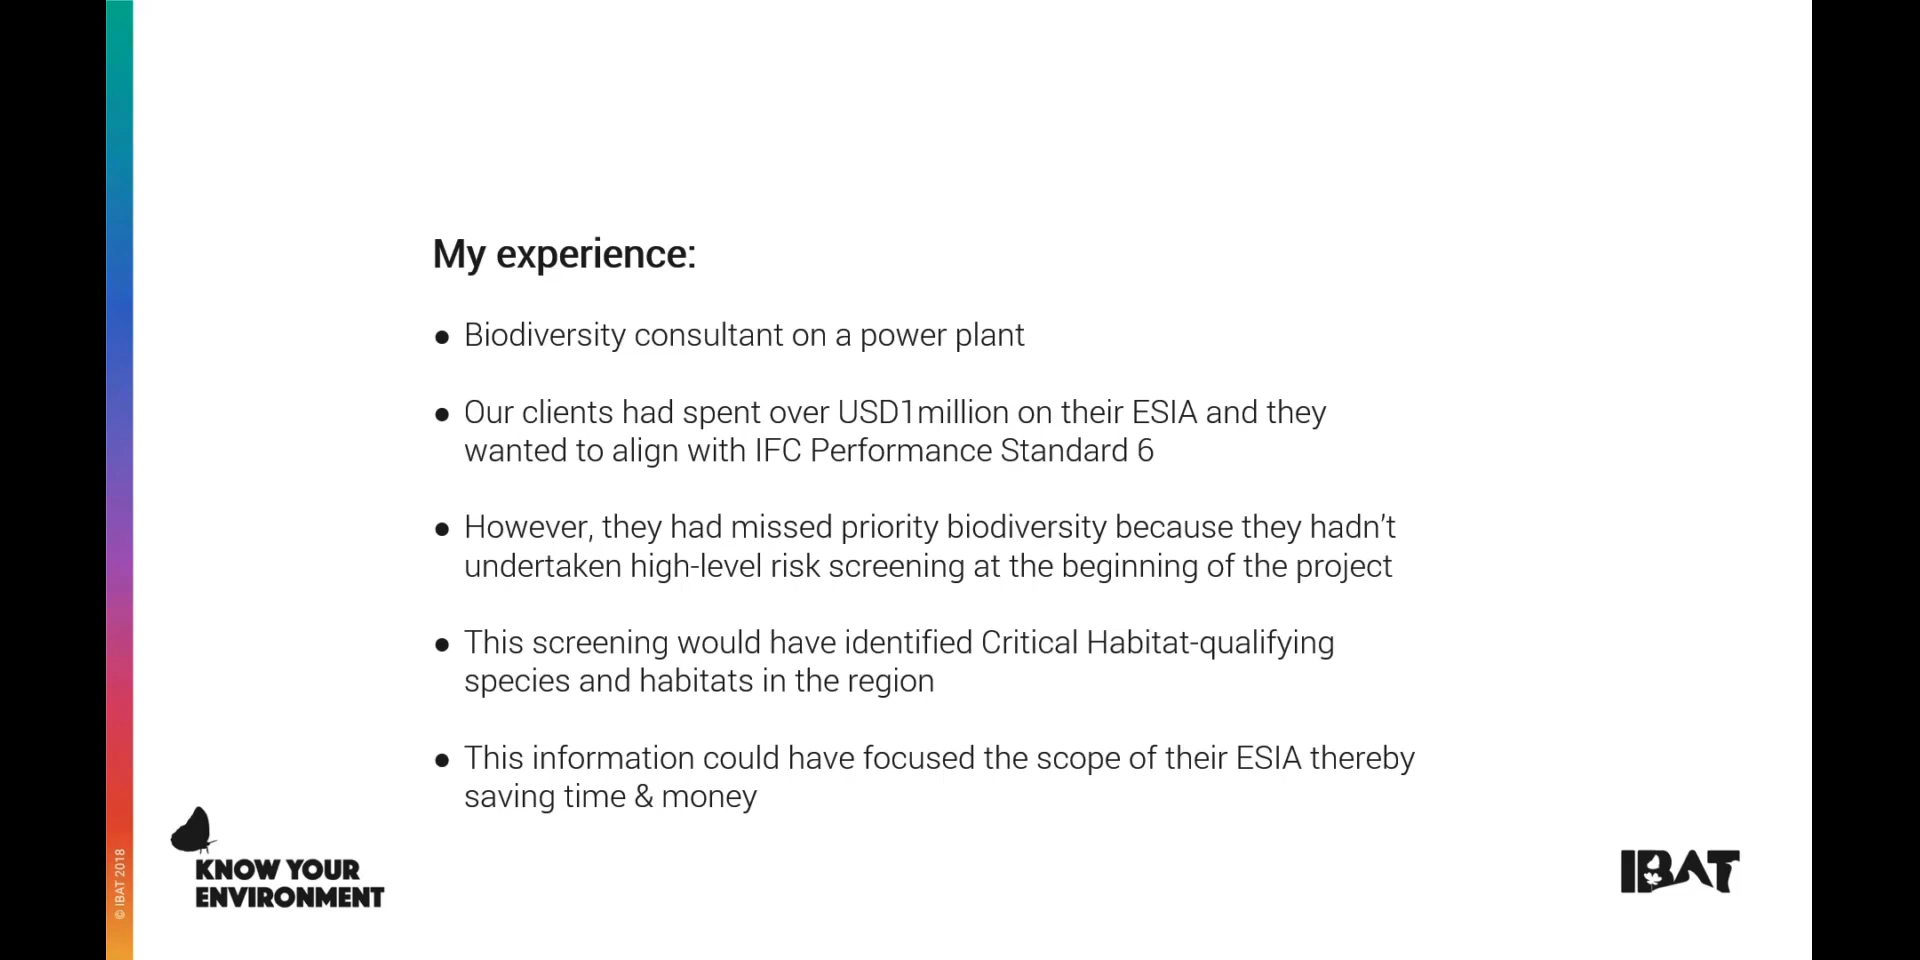 My experience:
● Biodiversity consultant on a power plant
● Our clients had spent over USD1million on their ESIA and they
wanted to align with IFC Performance Standard 6
● However, they had missed priority biodiversity because they hadn't
undertaken high-level risk screening at the beginning of the project
● This screening would have identified Critical Habitat-qualifying
species and habitats in the region
● This information could have focused the scope of their ESIA thereby
saving time & money
KNOW YOUR
ENVIRONMENT
IBAT
© IBAT 2018